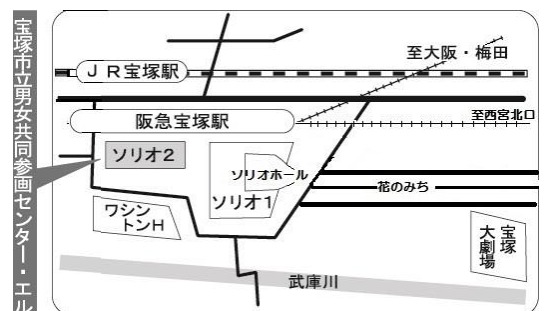 宝塚市立男女共同参画センター・エル
JR宝塚駅
至大阪・梅田
阪急宝塚駅
至西宮北口
ソリオ2
ソリオホール
ソリオ1
花のみち
ワシン
トンH
宝塚
大劇場
武庫川